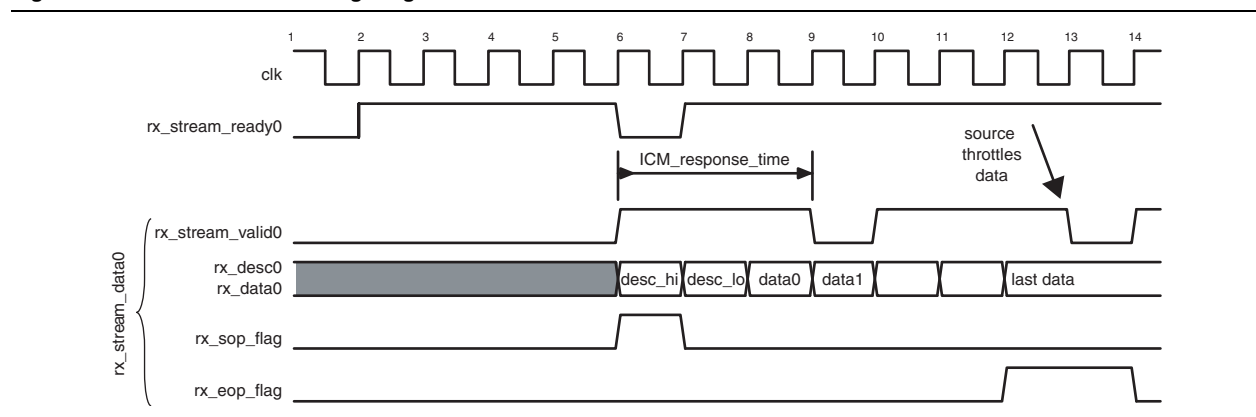 1 2 3 4 5 6 7 8 9 10 11 12 13 14
clk
rx_stream_ready0
ICM_response_time
source
throttles
data
rx_stream_valid0
rx_desc0
rx_data0
desc_hi desc_lo data0 data1 last data
rx_sop_flag
rx_eop_flag
rx_stream_data0